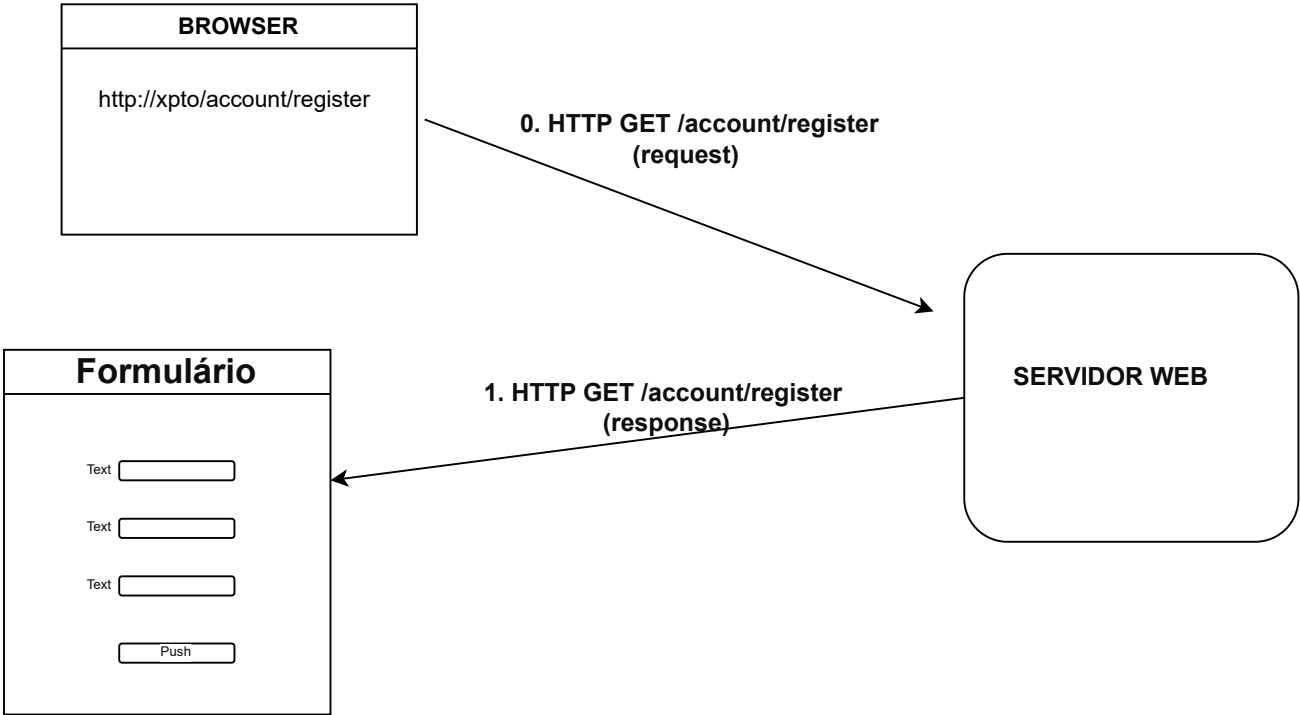 BROWSER
http://xpto/account/register
0. HTTP GET /account/register
(request)
SERVIDOR WEB
Formulário
1. HTTP GET /account/register
(response)
Text
Text
Text
Push